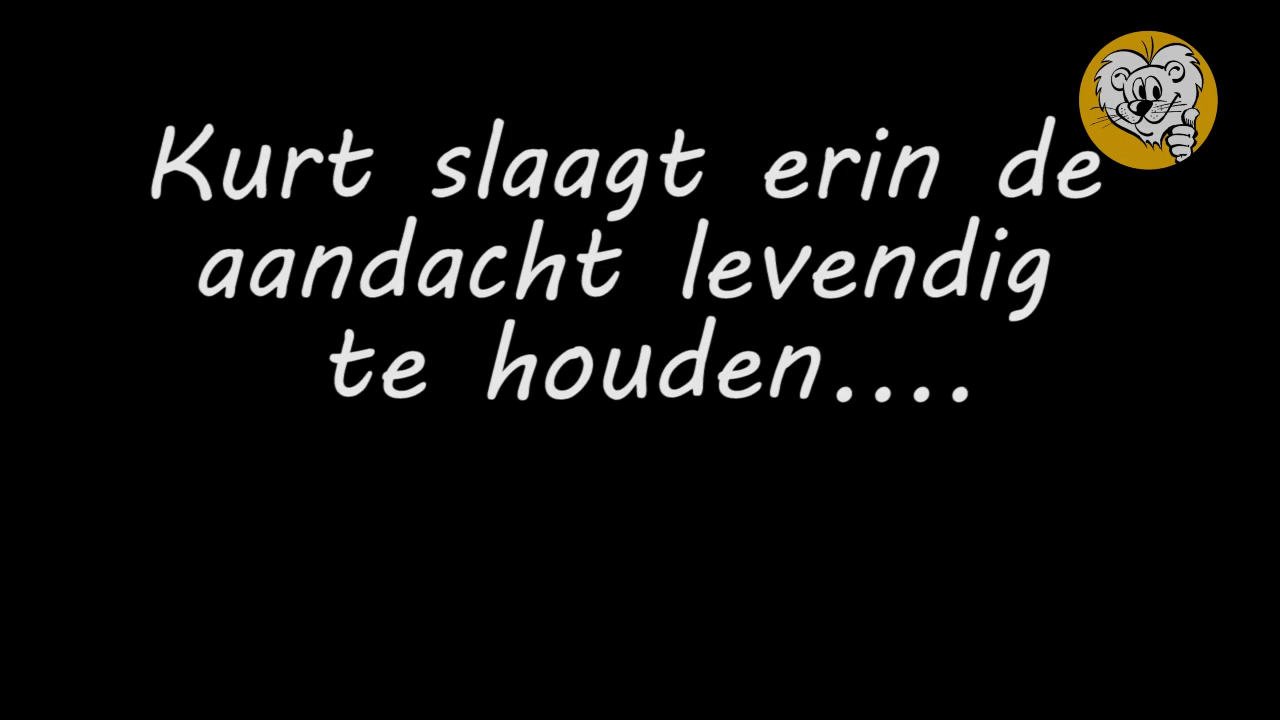 Kurt slaagt erin de
aandacht levendig
te houden....